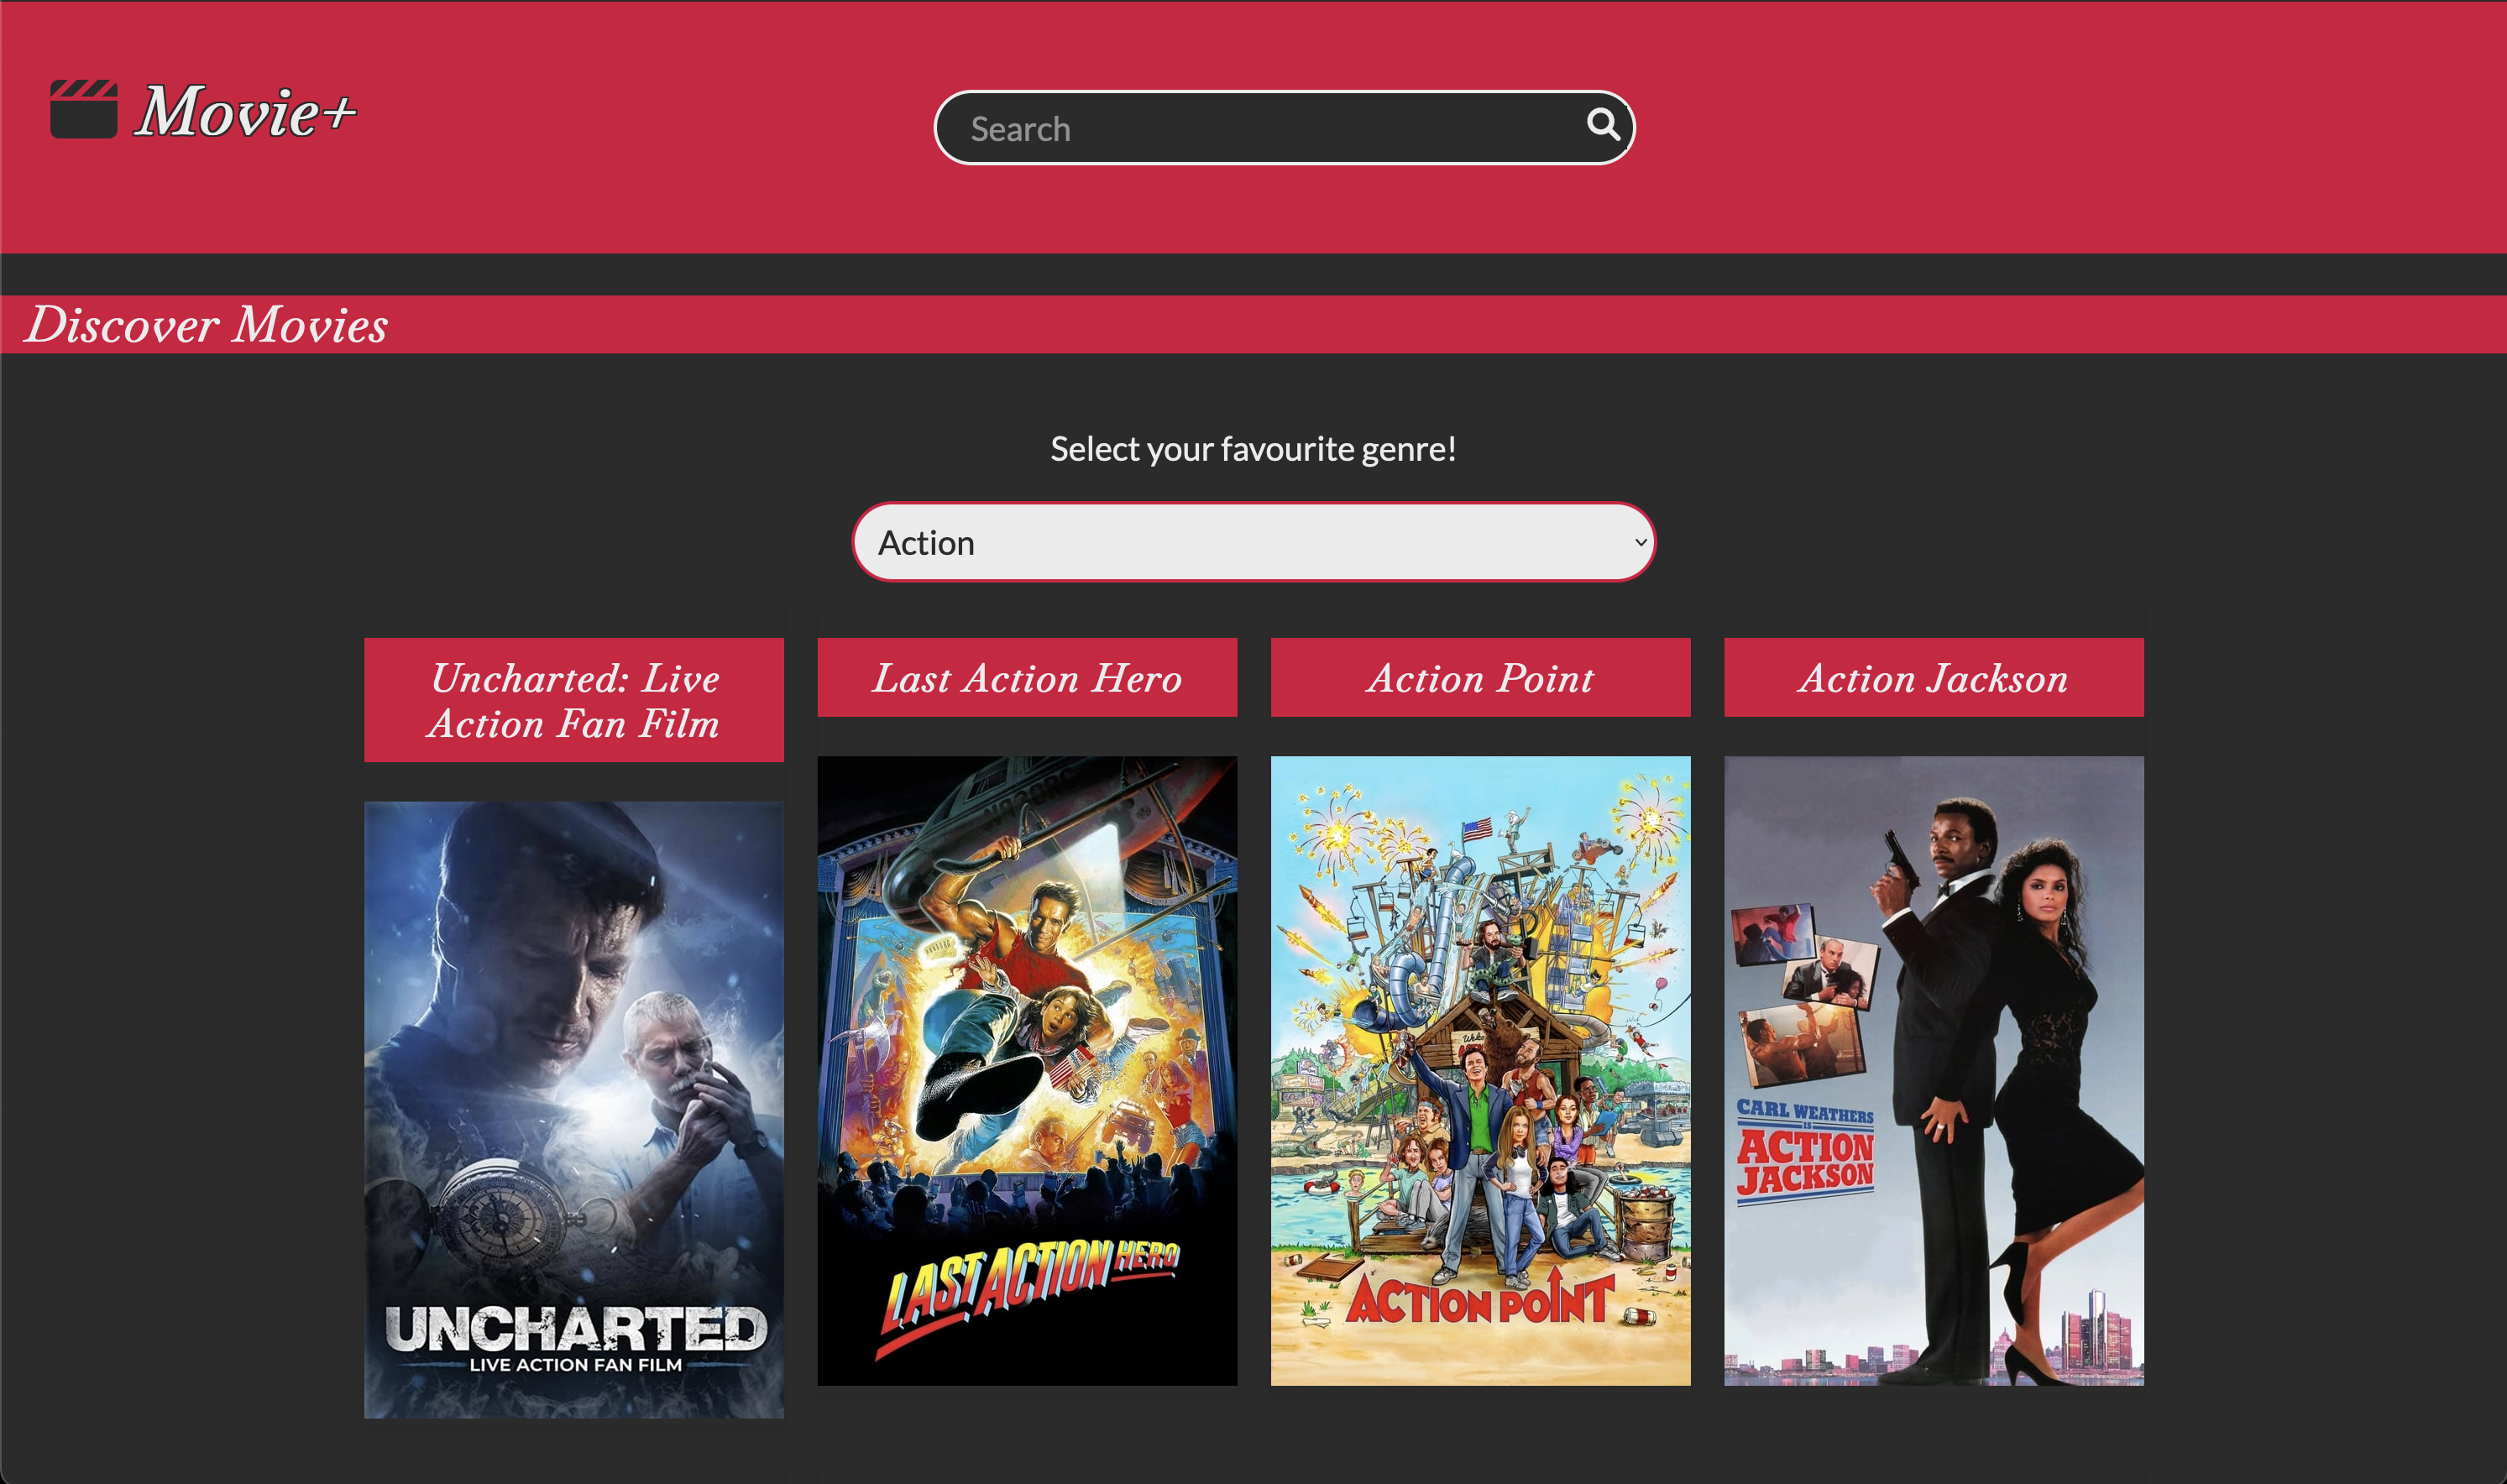 Movie+
Search
Discover Movies
Select your favourite genre!
Action
Uncharted: Live
Action Fan Film
Last Action Hero
Action Point
Action Jackson
UNCHARTED
LIVE ACTION FAN FILM
LAST ACTION HERO
ACTION POINT
CARL WEATHERS
IS
ACTION
JACKSON